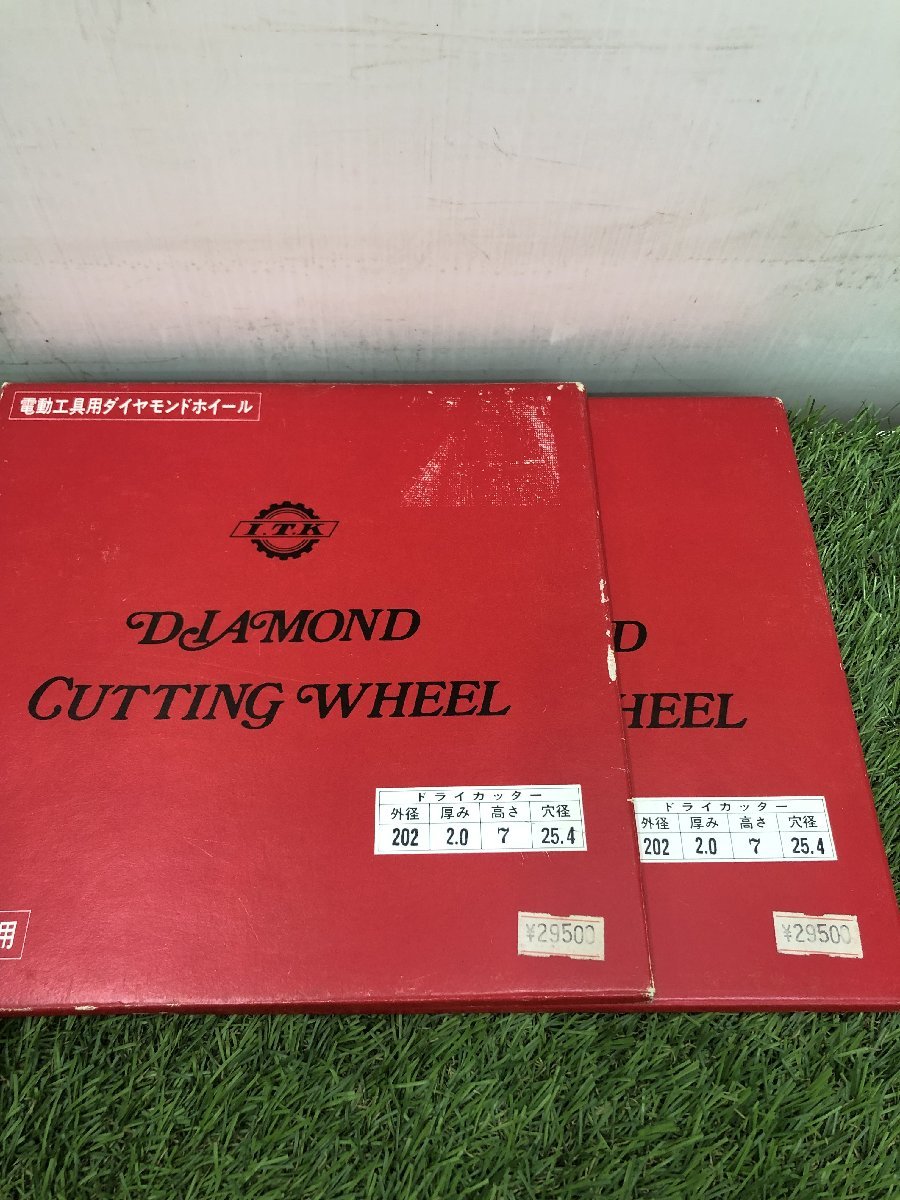 電動工具用ダイヤモンドホイール
I.T.K
DIAMOND
CUTTING WHEEL
ドライカッター
外径 厚み 高さ 穴径
202 2.0 7 25.4
¥29500
用
D
HEEL
ドライカッター
外径 厚み 高さ 穴径
202 2.0 7 25.4
¥29500